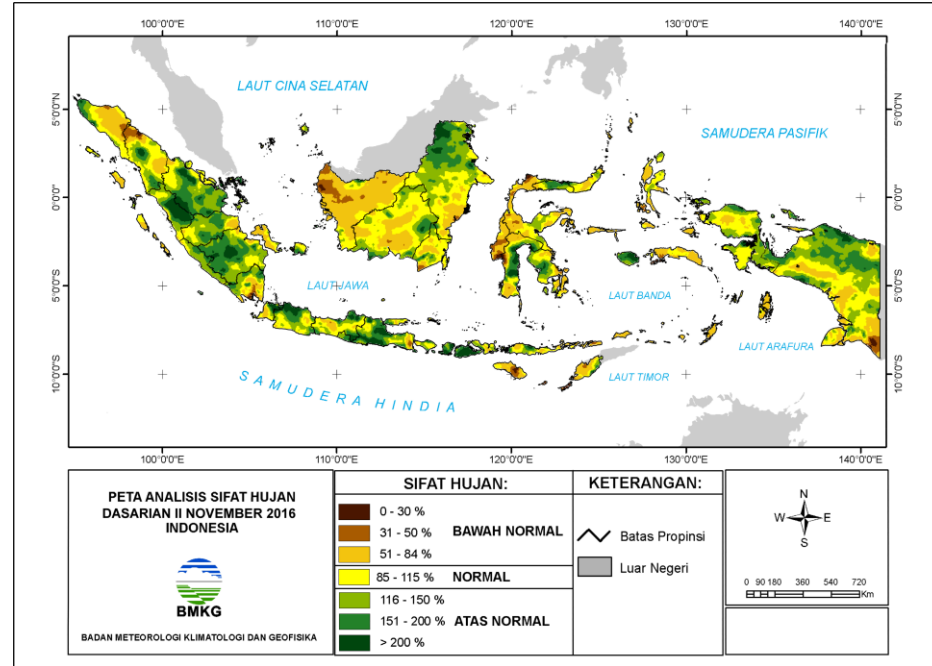 100°0'0"E
110°0'0"E
120°0'0"E
130°0'0"E
140°0'0"E
5°0'0"N
0°0'0"
5°0'0"S
10°0'0"S
5°0'0"N
0°0'0"
5°0'0"S
10°0'0"S
LAUT CINA SELATAN
SAMUDERA PASIFIK
LAUT JAWA
LAUT BANDA
LAUT ARAFURA
LAUT TIMOR
SAMUDERA HINDIA
100°0'0"E
110°0'0"E
120°0'0"E
130°0'0"E
140°0'0"E
PETA ANALISIS SIFAT HUJAN
DASARIAN II NOVEMBER 2016
INDONESIA
BMKG
BADAN METEOROLOGI KLIMATOLOGI DAN GEOFISIKA
SIFAT HUJAN:
0 - 30 %
31 - 50 %
BAWAH NORMAL
51 - 84 %
85 - 115 %
NORMAL
116 - 150 %
151 - 200 %
ATAS NORMAL
> 200 %
KETERANGAN:
Batas Propinsi
Luar Negeri
N
W
E
S
0 90 180 360 540 720
Km